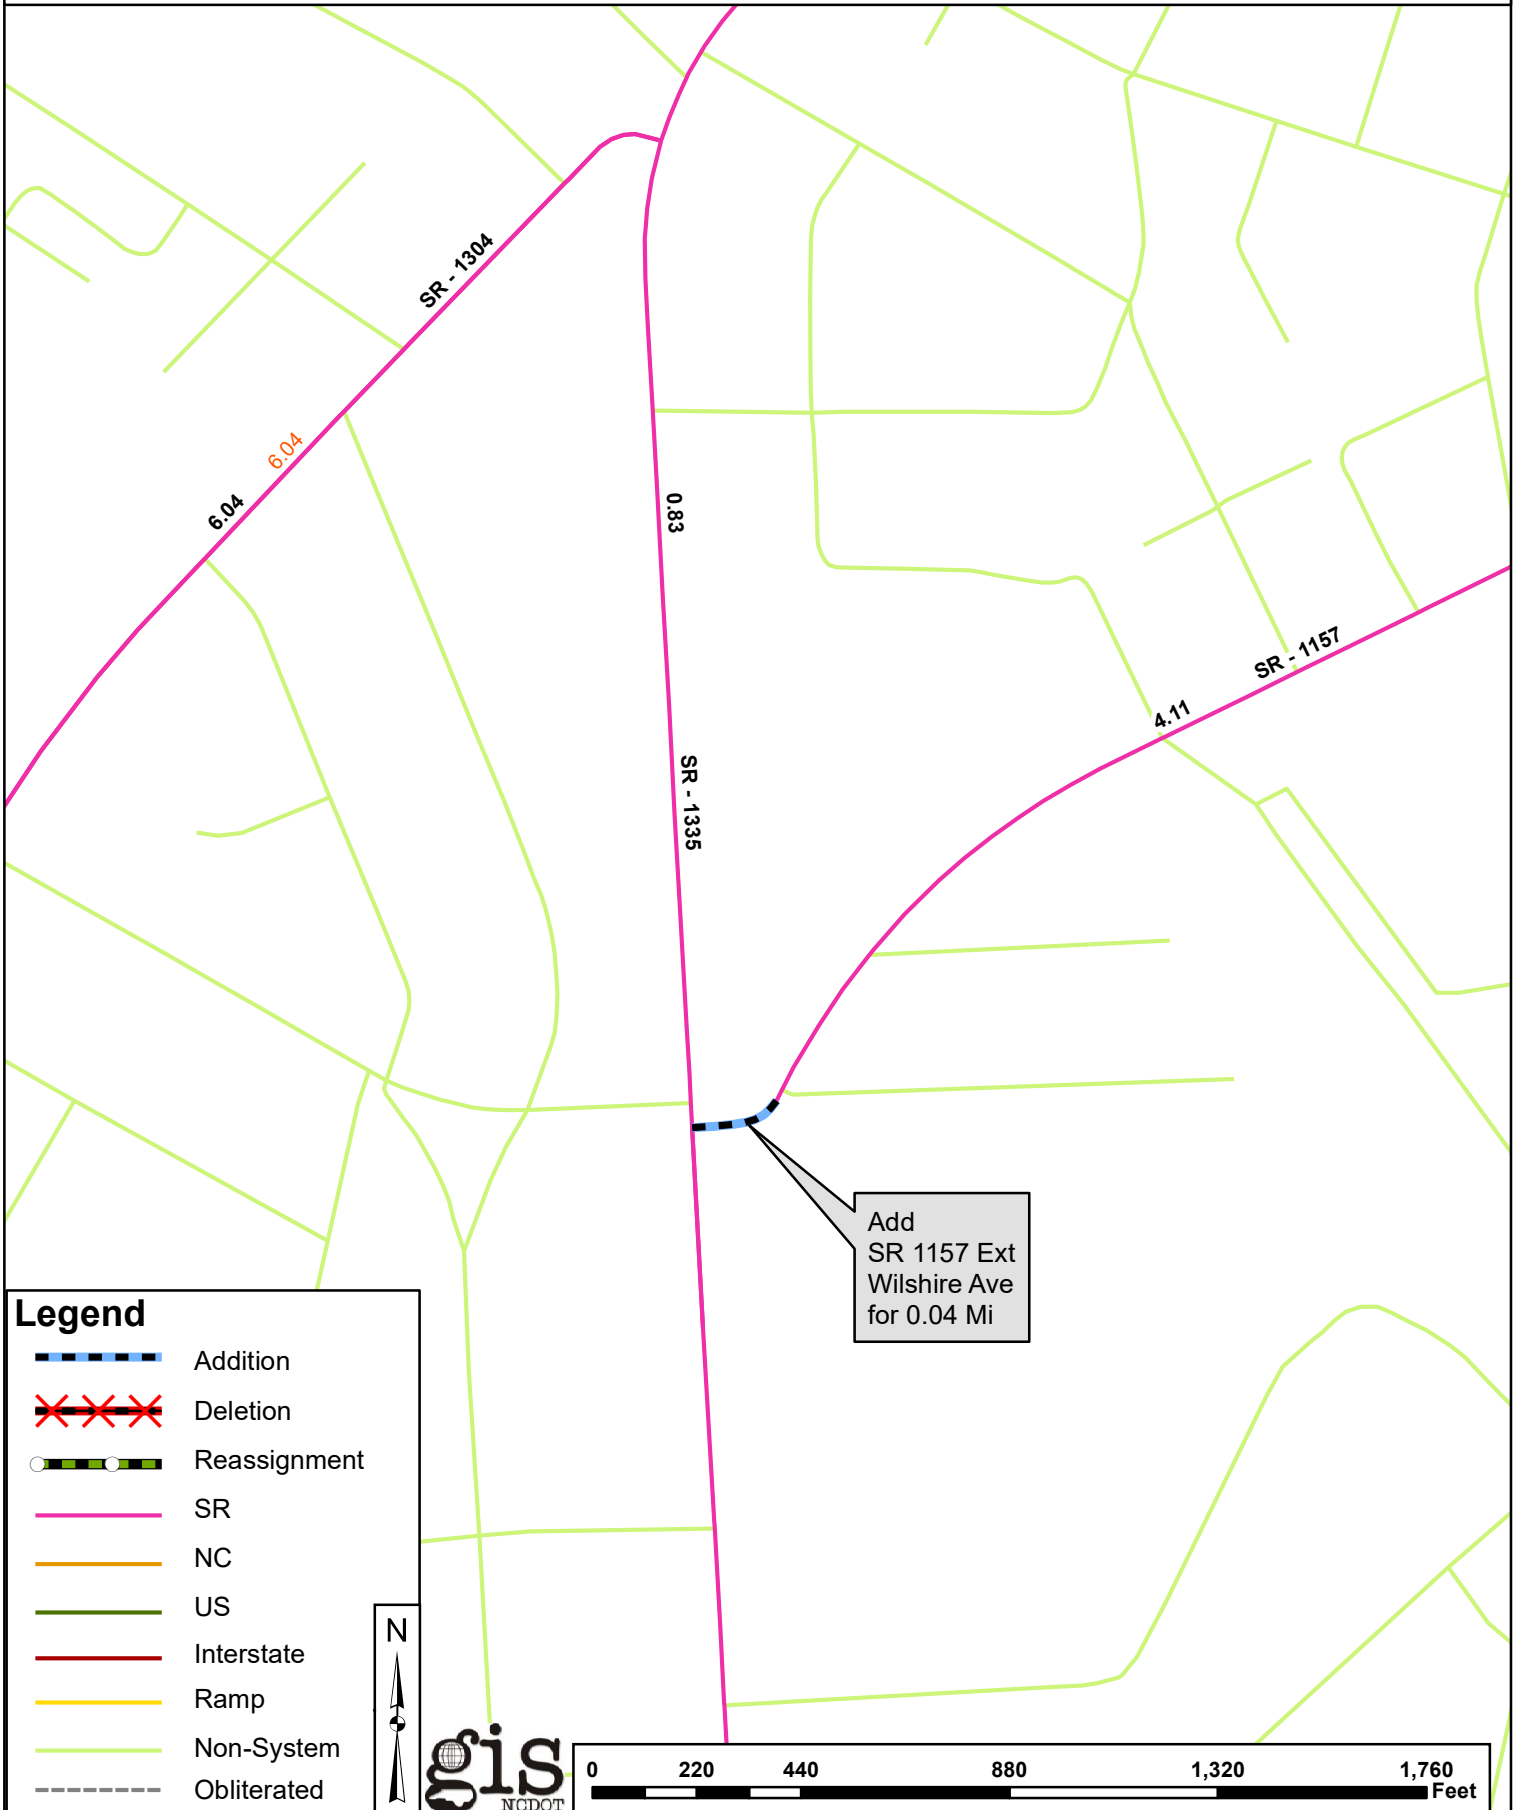 SR - 1304
6.04
6.04
0.83
SR - 1157
4.11
SR - 1335
Add
SR 1157 Ext
Wilshire Ave
for 0.04 Mi
Legend
Addition
Deletion
Reassignment
SR
NC
US
Interstate
Ramp
Non-System
Obliterated
N
gis
NCDOT
0 220 440 880 1,320 1,760
Feet